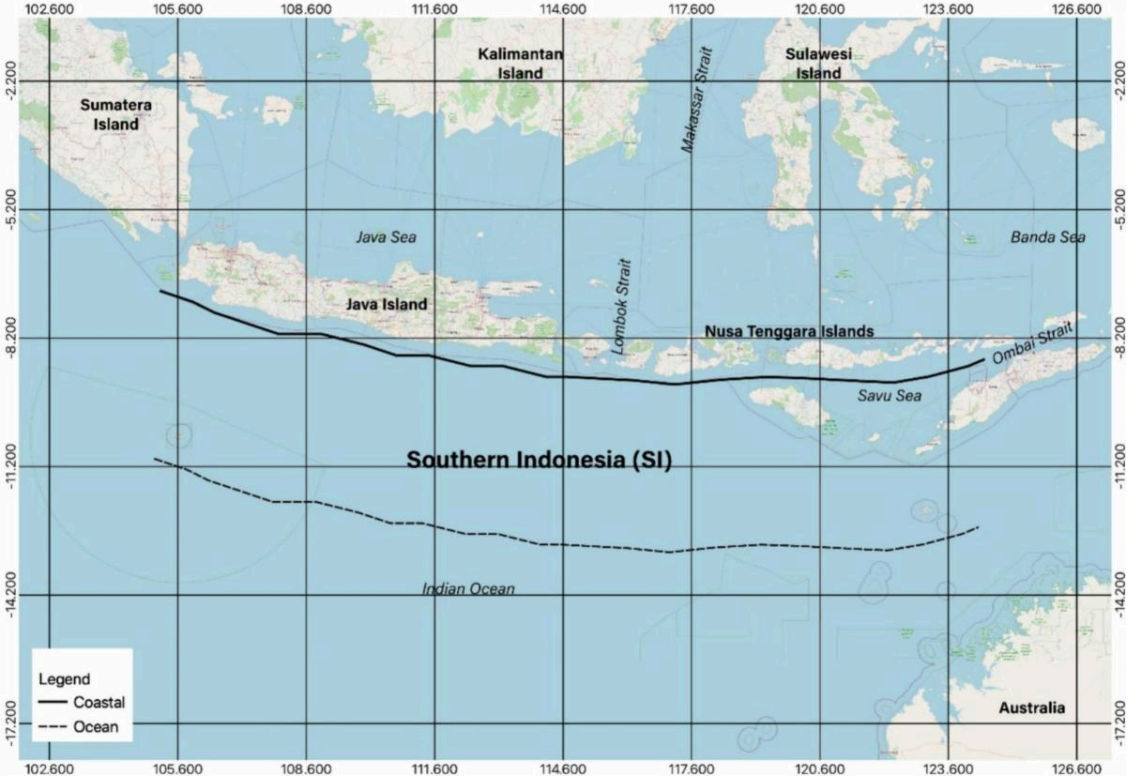 102.600 105.600 108.600 111.600 114.600 117.600 120.600 123.600 126.600
Kalimantan
Island
Sulawesi
Island
Makassar Strait
-2.200 -2.200
Sumatera
Island
-5.200 -5.200
Java Sea
Banda Sea
Lombok Strait
Java Island
Nusa Tenggara Islands
-8.200 -8.200
Ombai Strait
Savu Sea
Southern Indonesia (SI)
-11.200 -11.200
Indian Ocean
-14.200 -14.200
Legend
Coastal
Ocean
Australia
-17.200 -17.200
102.600 105.600 108.600 111.600 114.600 117.600 120.600 123.600 126.600